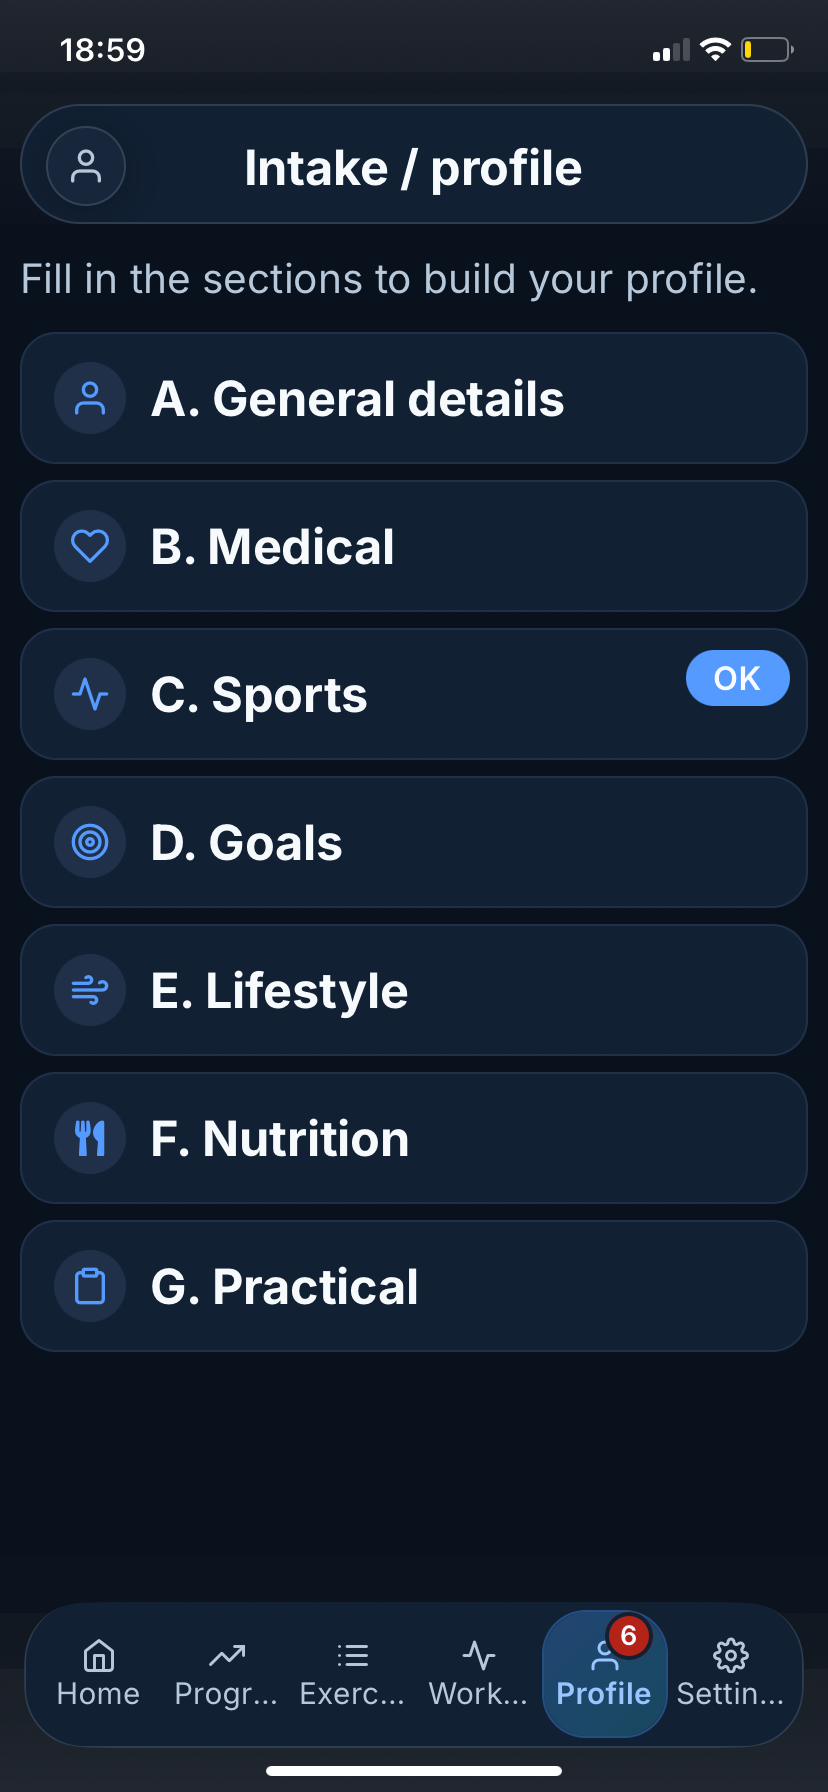 18:59
Intake / profile
Fill in the sections to build your profile.
A. General details
B. Medical
C. Sports
OK
D. Goals
E. Lifestyle
F. Nutrition
G. Practical
6
Home Progr... Exerc... Work... Profile Settin...